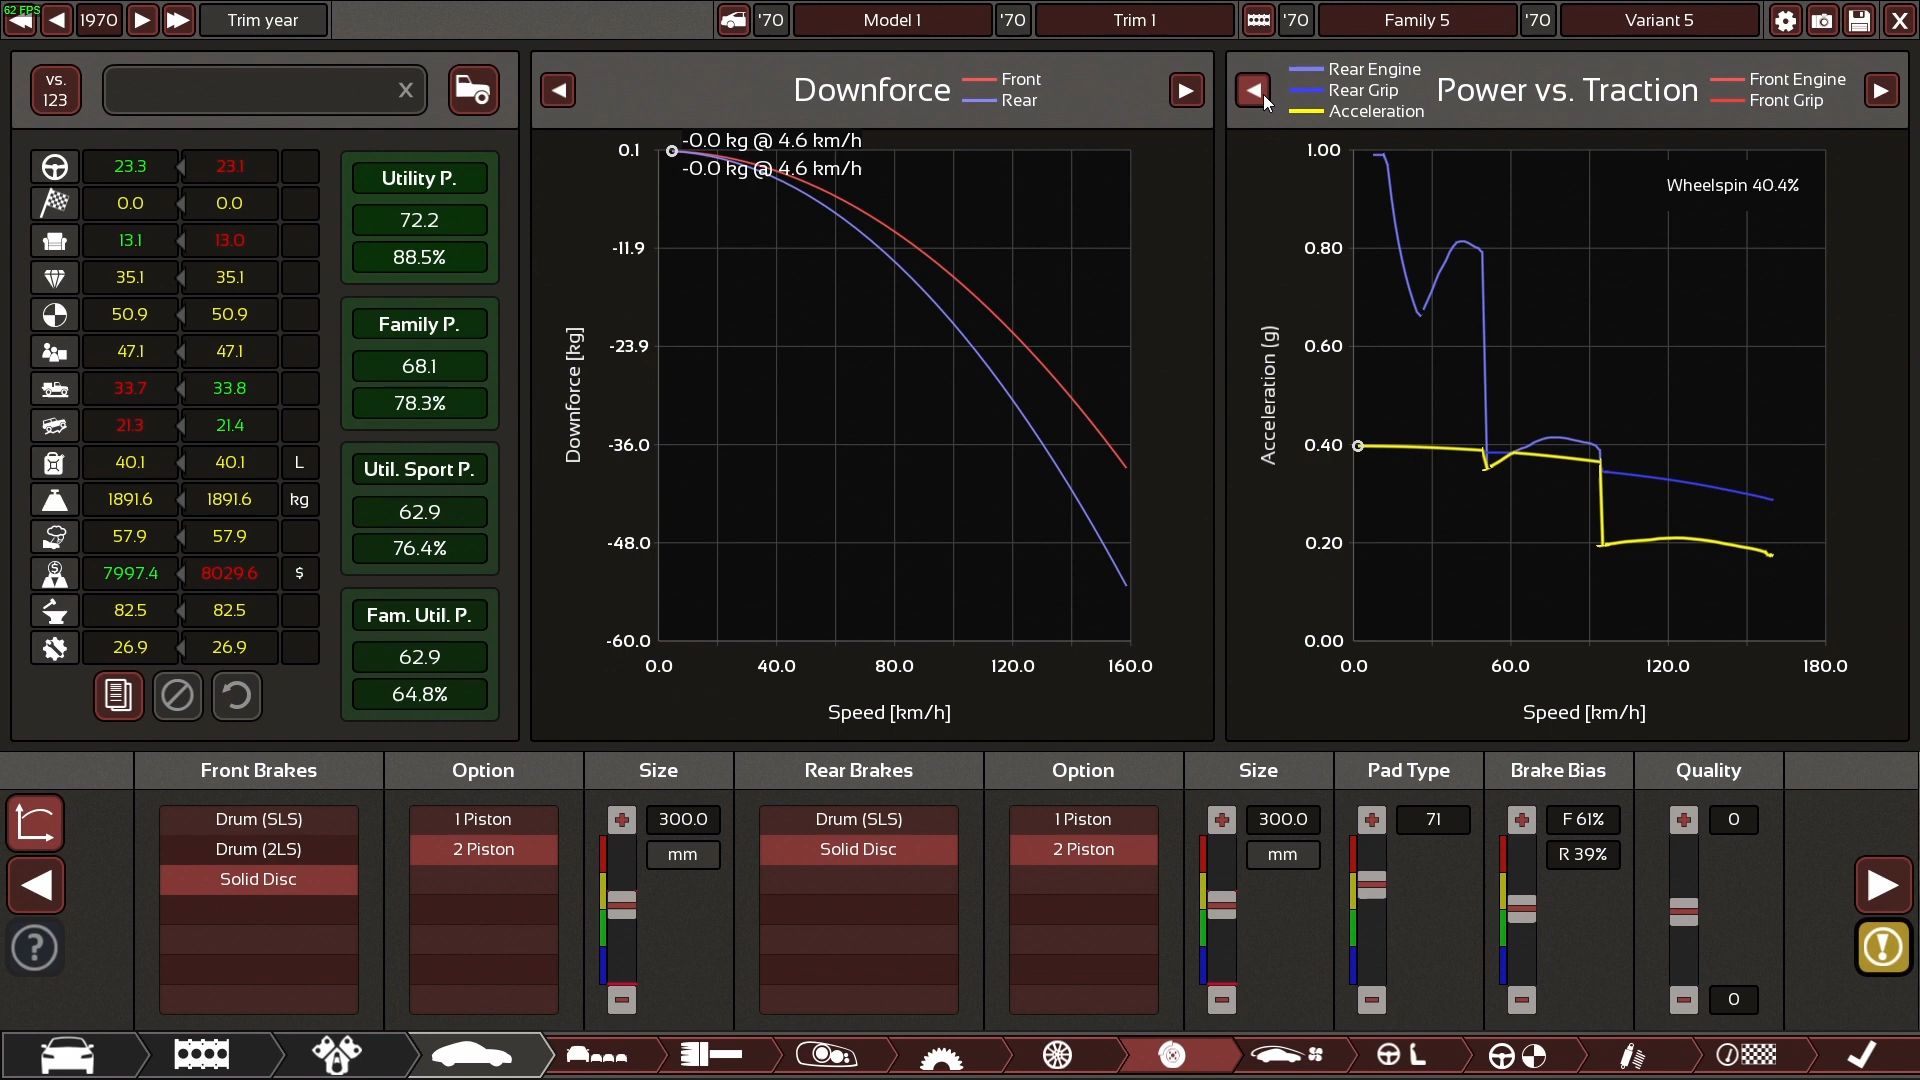 62 FPS
1970
Trim year
'70
Model 1
'70
Trim 1
'70
Family 5
'70
Variant 5
X
vs.
123
x
23.3 23.1
0.0 0.0
13.1 13.0
35.1 35.1
50.9 50.9
47.1 47.1
33.7 33.8
21.3 21.4
40.1 40.1 L
1891.6 1891.6 kg
57.9 57.9
7997.4 8029.6 $
82.5 82.5
26.9 26.9
Utility P.
72.2
88.5%
Family P.
68.1
78.3%
Util. Sport P.
62.9
76.4%
Fam. Util. P.
62.9
64.8%
Downforce
Front
Rear
-0.0 kg @ 4.6 km/h
-0.0 kg @ 4.6 km/h
0.1
-11.9
-23.9
-36.0
-48.0
-60.0
Downforce [kg]
0.0 40.0 80.0 120.0 160.0
Speed [km/h]
Rear Engine
Rear Grip
Acceleration
Power vs. Traction
Front Engine
Front Grip
Wheelspin 40.4%
1.00
0.80
0.60
0.40
0.20
0.00
Acceleration (g)
0.0 60.0 120.0 180.0
Speed [km/h]
Front Brakes
Drum (SLS)
Drum (2LS)
Solid Disc
Option
1 Piston
2 Piston
Size
300.0
mm
Rear Brakes
Drum (SLS)
Solid Disc
Option
1 Piston
2 Piston
Size
300.0
mm
Pad Type
71
Brake Bias
F 61%
R 39%
Quality
0
0
?
!